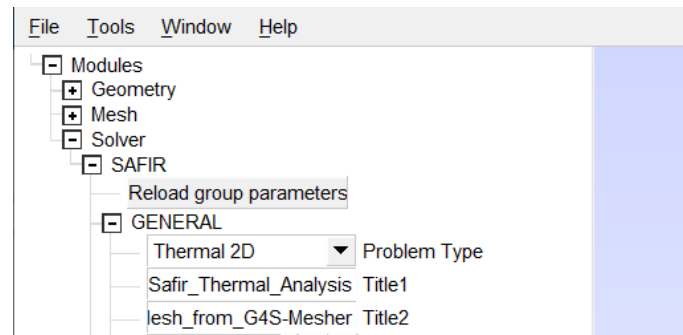 File Tools Window Help
Modules
Geometry
Mesh
Solver
SAFIR
Reload group parameters
GENERAL
Thermal 2D Problem Type
Safir_Thermal_Analysis Title1
lesh_from_G4S-Mesher Title2